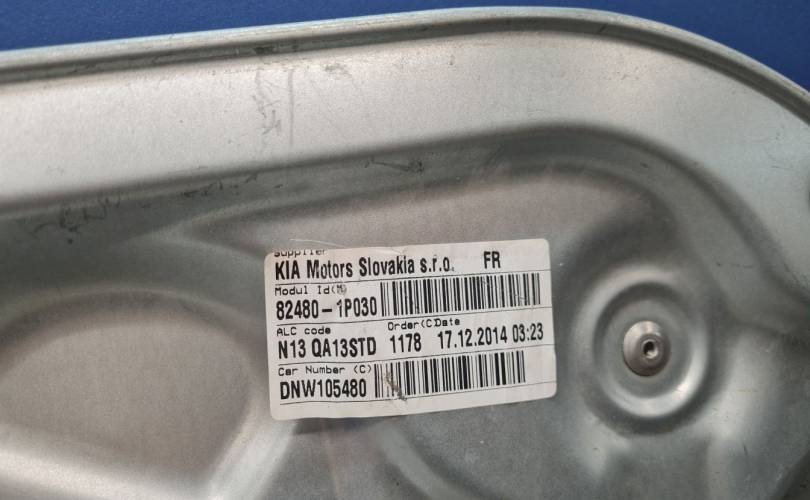 Supplier
KIA Motors Slovakia s.r.o. FR
Modul Id(M)
82480-1P030
ALC code Order(C)Date
N13 QA13STD 1178 17.12.2014 03:23
Car Number (C)
DNW105480